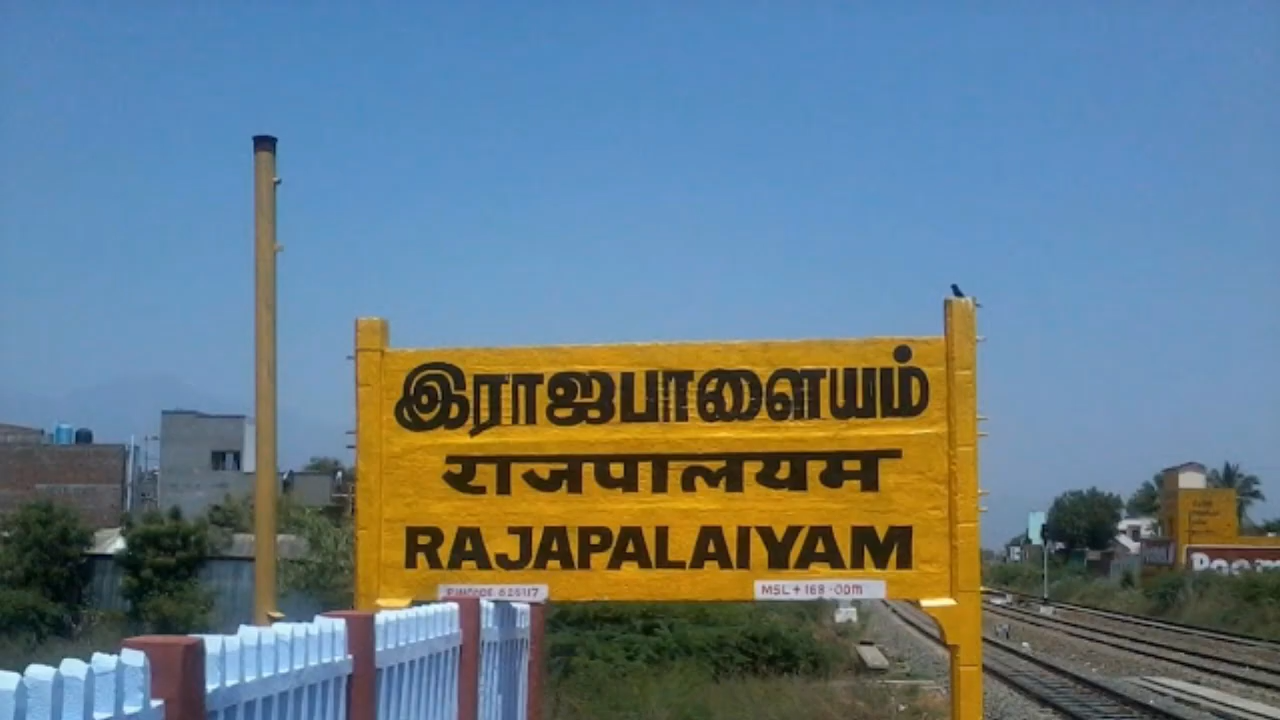 இராஜபாளையம்
राजपालयम
RAJAPALAIYAM
PINCODE 626117
MSL + 168.00m